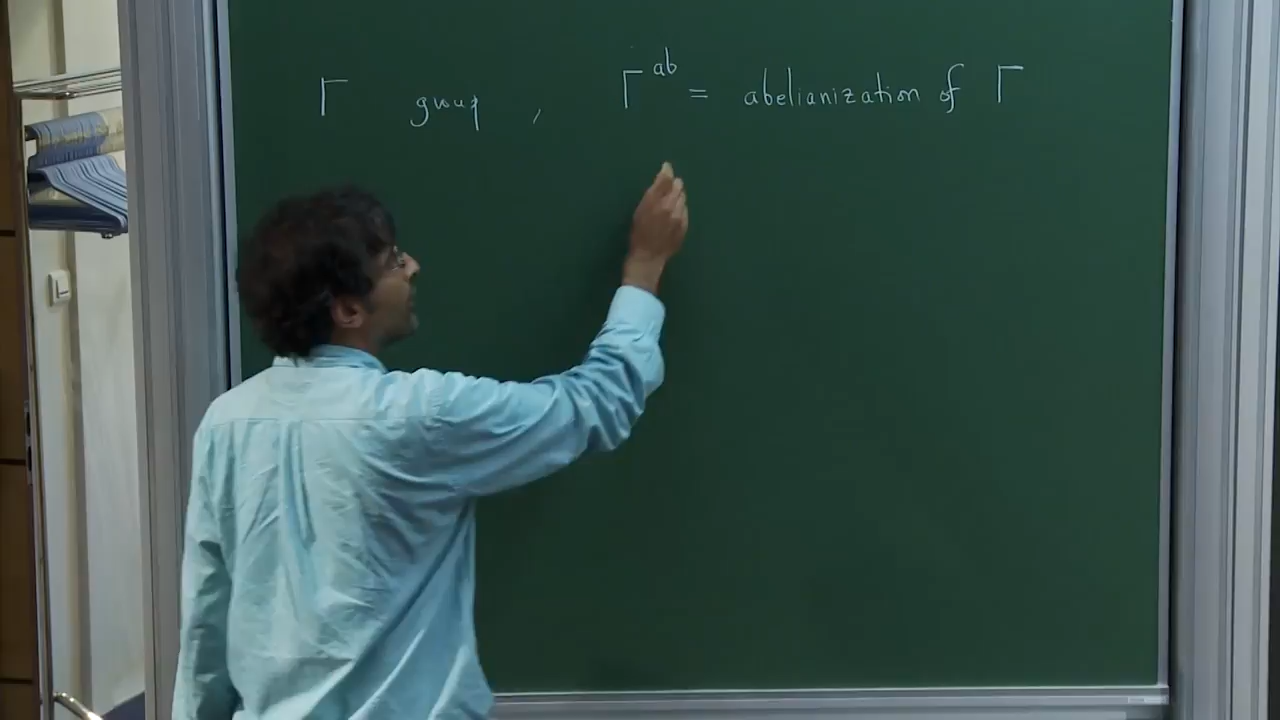 Γ group , Γ^ab = abelianization of Γ